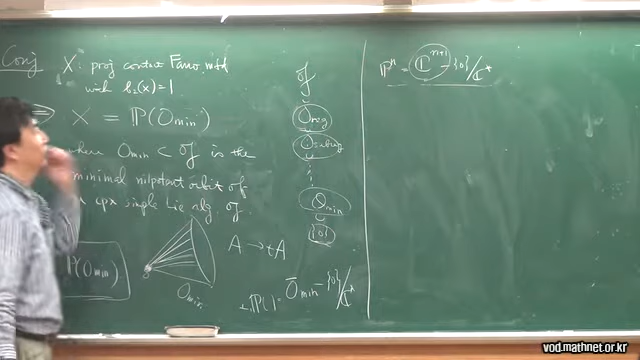 Conj X : proj contact Fano mfd
with b₂(X) = 1
⇒ X = ℙ(O_min)
where O_min ⊂ 𝔤 is the
minimal nilpotent orbit of
cpx simple Lie alg. 𝔤.
ℙ(O_min)
O_min
A → tA
𝔤
O_reg
O_subreg
O_min
{0}
ℙ( ) = Ō_min - {0}/ℂ*
ℙⁿ = ℂⁿ⁺¹ - {0}/ℂ*
vod.mathnet.or.kr